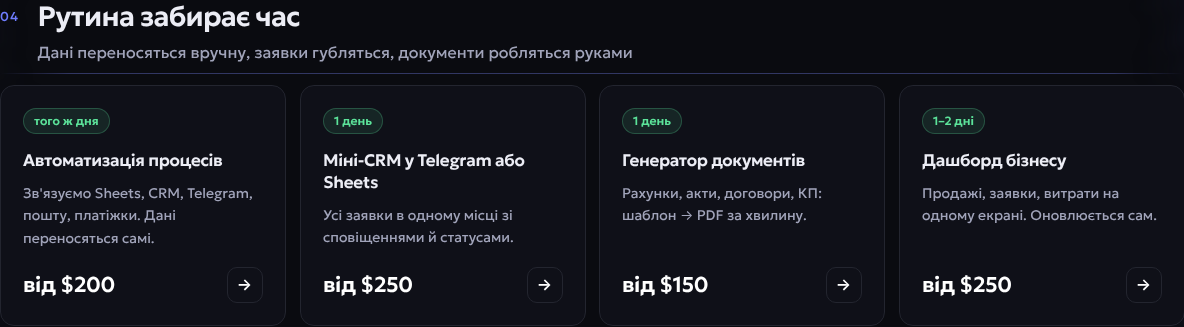 04
Рутина забирає час
Дані переносяться вручну, заявки губляться, документи робляться руками
того ж дня
Автоматизація процесів
Зв'язуємо Sheets, CRM, Telegram,
пошту, платіжки. Дані
переносяться самі.
від $200
→
1 день
Міні-CRM у Telegram або
Sheets
Усі заявки в одному місці зі
сповіщеннями й статусами.
від $250
→
1 день
Генератор документів
Рахунки, акти, договори, КП:
шаблон → PDF за хвилину.
від $150
→
1–2 дні
Дашборд бізнесу
Продажі, заявки, витрати на
одному екрані. Оновлюється сам.
від $250
→